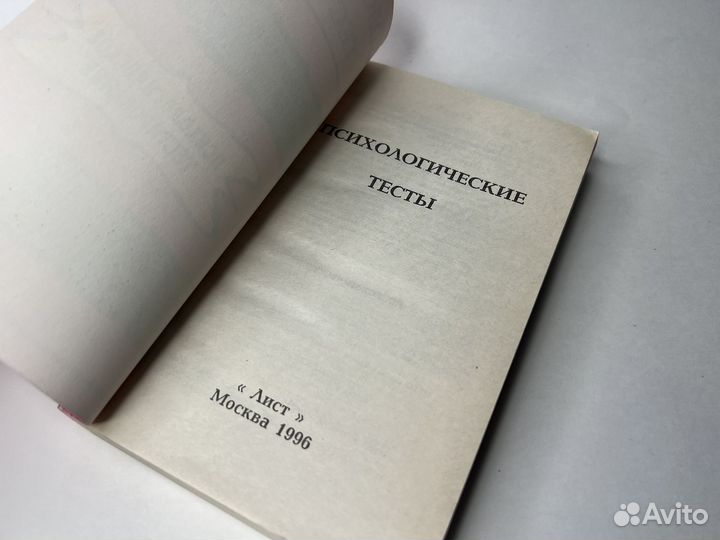 ПСИХОЛОГИЧЕСКИЕ
ТЕСТЫ
« Лист »
Москва 1996
Avito